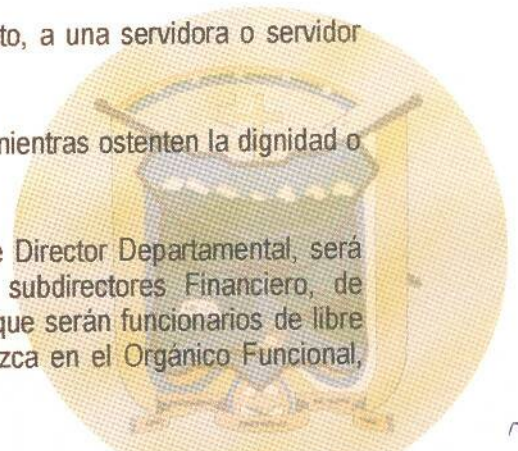 to, a una servidora o servidor
mientras ostenten la dignidad o
e Director Departamental, será
subdirectores Financiero, de
que serán funcionarios de libre
zca en el Orgánico Funcional,